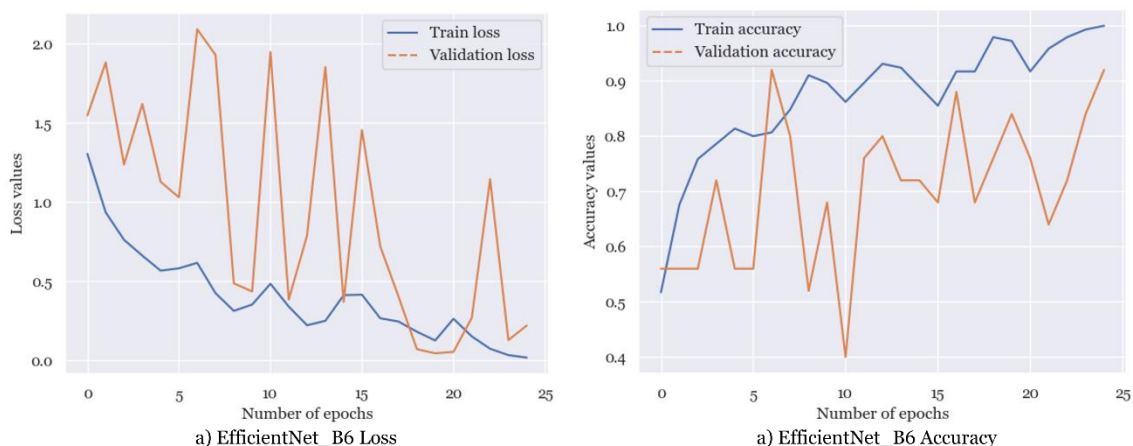 2.0
1.5
1.0
0.5
0.0
Loss values
Train loss
Validation loss
0 5 10 15 20 25
Number of epochs
a) EfficientNet_B6 Loss
1.0
0.9
0.8
0.7
0.6
0.5
0.4
Accuracy values
Train accuracy
Validation accuracy
0 5 10 15 20 25
Number of epochs
a) EfficientNet_B6 Accuracy